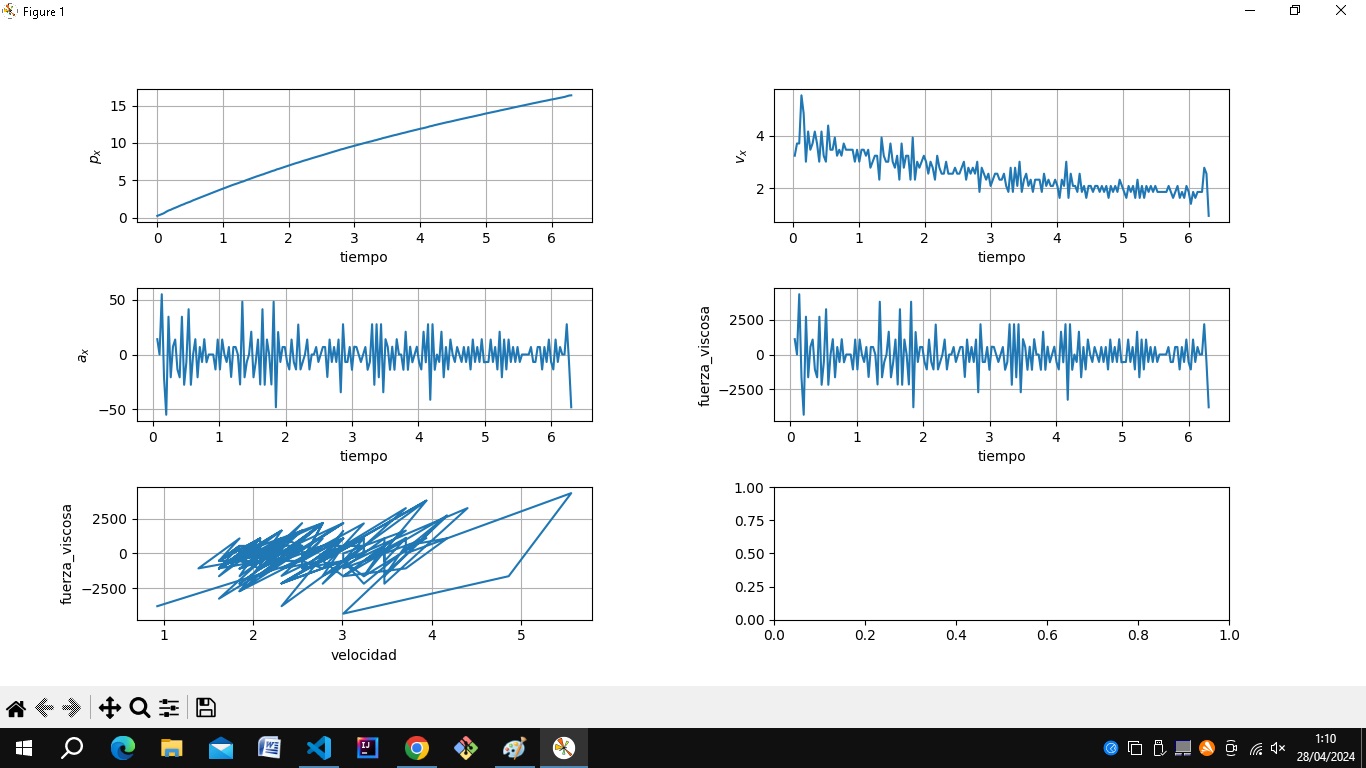 Figure 1
15
10
5
0
p_x
0 1 2 3 4 5 6
tiempo
4
2
v_x
0 1 2 3 4 5 6
tiempo
50
0
−50
a_x
0 1 2 3 4 5 6
tiempo
2500
0
−2500
fuerza_viscosa
0 1 2 3 4 5 6
tiempo
2500
0
−2500
fuerza_viscosa
1 2 3 4 5
velocidad
1.00
0.75
0.50
0.25
0.00
0.0 0.2 0.4 0.6 0.8 1.0
WE
IJ
1:10
28/04/2024